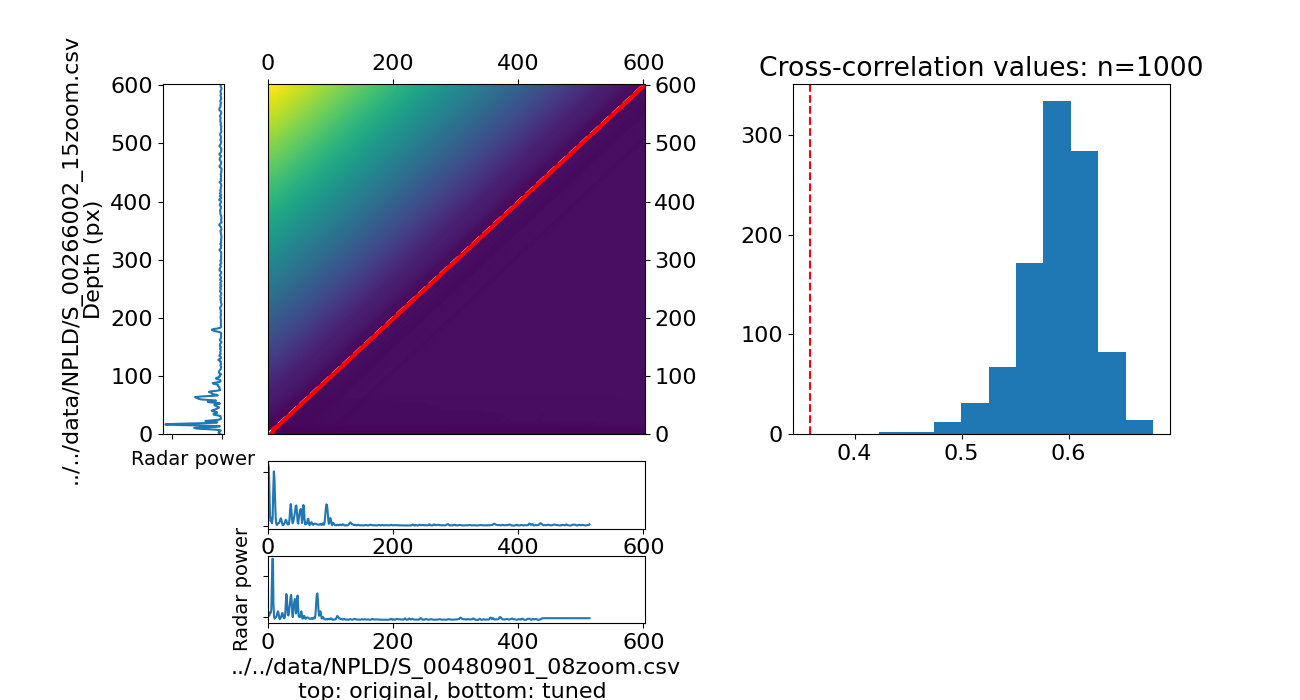 ../../data/NPLD/S_00266002_15zoom.csv
Depth (px)
600
500
400
300
200
100
0
Radar power
0 200 400 600
600
500
400
300
200
100
0
0 200 400 600
Radar power
0 200 400 600
../../data/NPLD/S_00480901_08zoom.csv
top: original, bottom: tuned
Cross-correlation values: n=1000
300
200
100
0
0.4 0.5 0.6